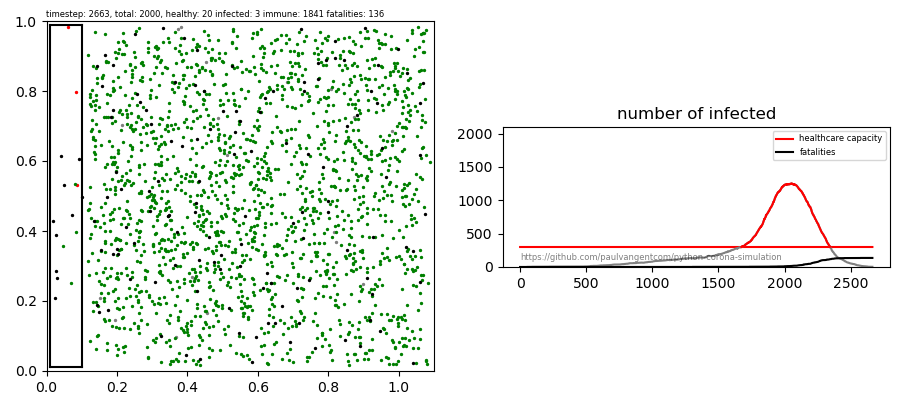 timestep: 2663, total: 2000, healthy: 20 infected: 3 immune: 1841 fatalities: 136
1.0
0.8
0.6
0.4
0.2
0.0
0.0 0.2 0.4 0.6 0.8 1.0
number of infected
2000
1500
1000
500
0
healthcare capacity
fatalities
https://github.com/paulvangentcom/python-corona-simulation
0 500 1000 1500 2000 2500